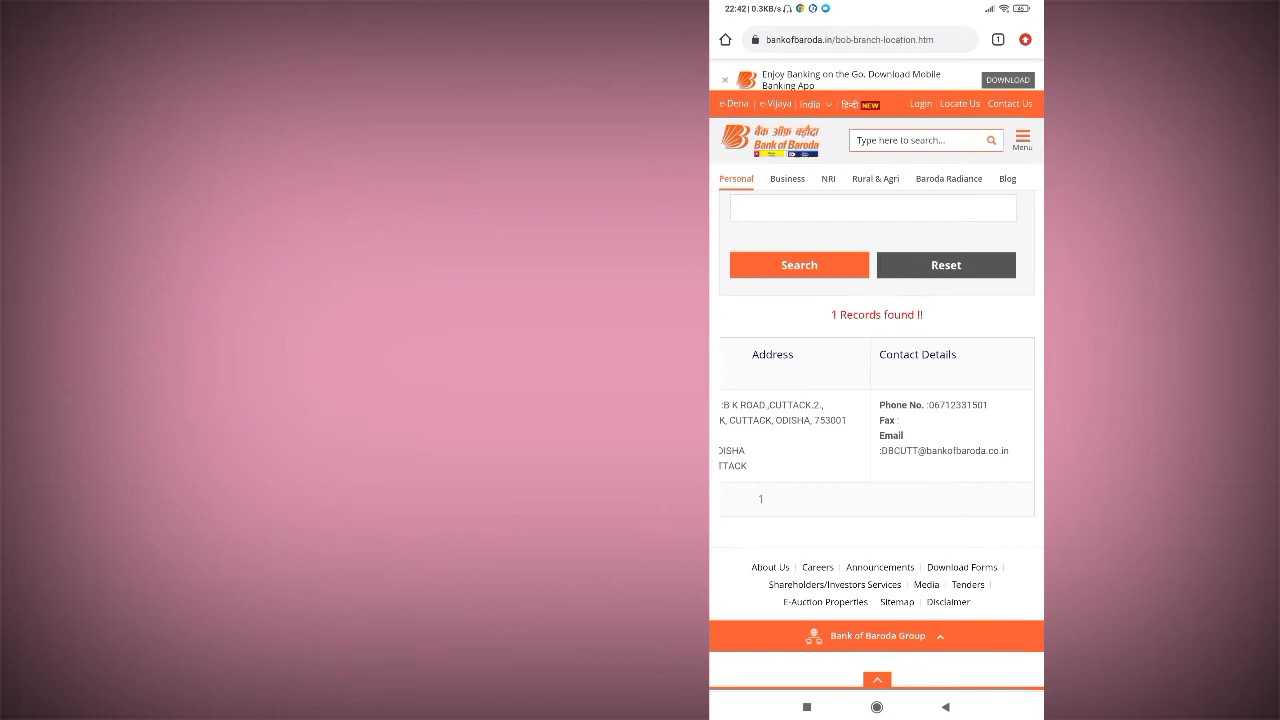 22:42 | 0.3KB/s 45
bankofbaroda.in/bob-branch-location.htm 1
Enjoy Banking on the Go. Download Mobile
Banking App
DOWNLOAD
e-Dena | e-Vijaya | India हिन्दी NEW Login | Locate Us | Contact Us
बैंक ऑफ़ बड़ौदा
Bank of Baroda
Type here to search...
Menu
Personal Business NRI Rural & Agri Baroda Radiance Blog
Search Reset
1 Records found !!
Address Contact Details
:B K ROAD.,CUTTACK.2.,
K, CUTTACK, ODISHA, 753001
DISHA
TTACK
Phone No. :06712331501
Fax :
Email
:DBCUTT@bankofbaroda.co.in
1
About Us | Careers | Announcements | Download Forms |
Shareholders/Investors Services | Media | Tenders |
E-Auction Properties | Sitemap | Disclaimer
Bank of Baroda Group